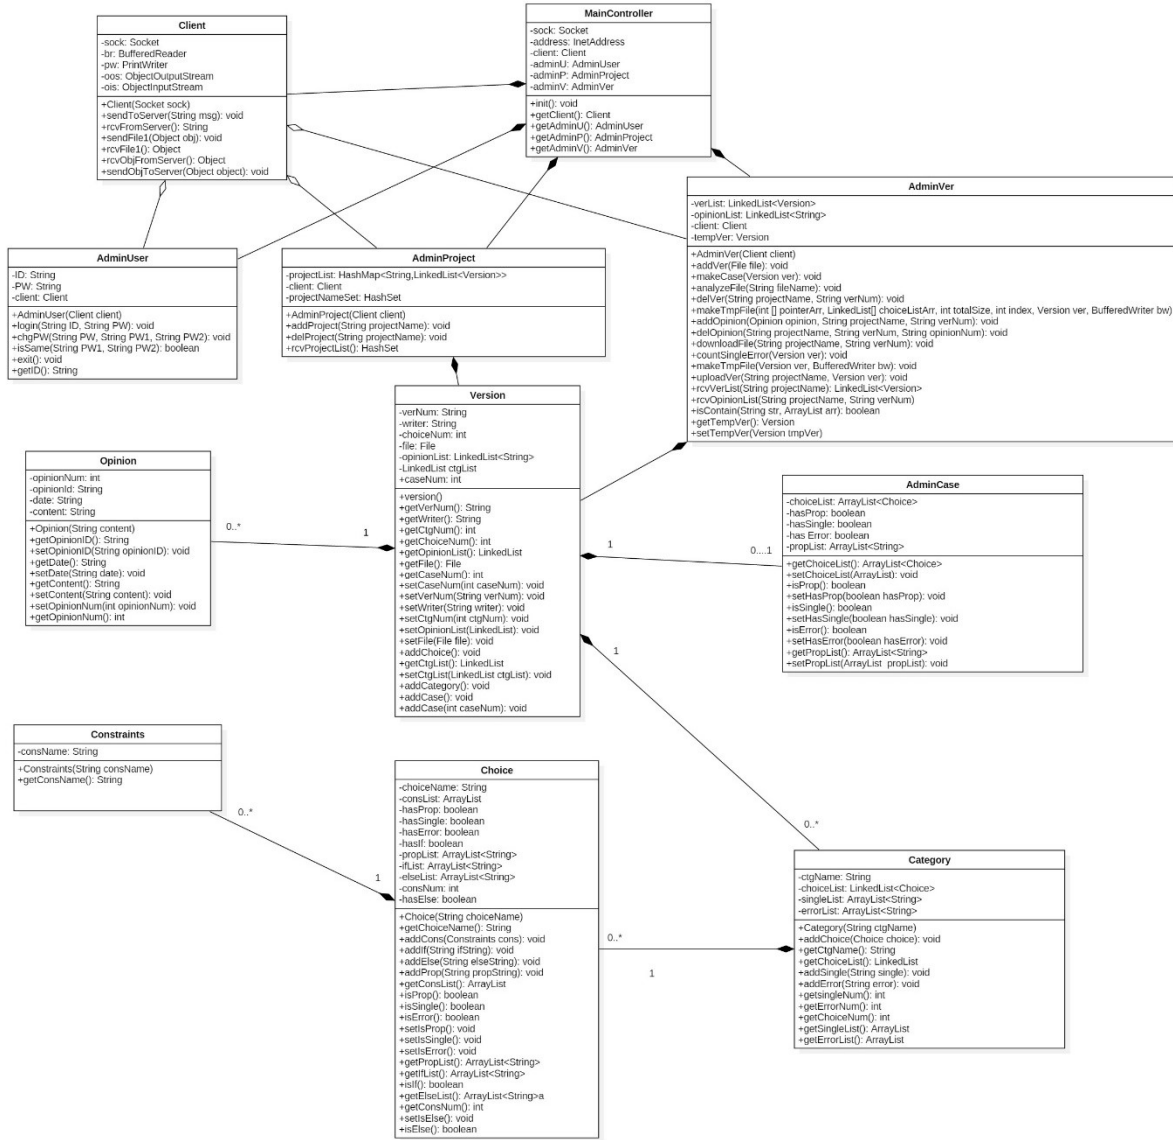 Client
-sock: Socket
-br: BufferedReader
-pw: PrintWriter
-oos: ObjectOutputStream
-ois: ObjectInputStream
+Client(Socket sock)
+sendToServer(String msg): void
+rcvFromServer(): String
+sendFile1(Object obj): void
+rcvFile1(): Object
+rcvObjFromServer(): Object
+sendObjToServer(Object object): void
MainController
-sock: Socket
-address: InetAddress
-client: Client
-adminU: AdminUser
-adminP: AdminProject
-adminV: AdminVer
+init(): void
+getClient(): Client
+getAdminU(): AdminUser
+getAdminP(): AdminProject
+getAdminV(): AdminVer
AdminVer
-verList: LinkedList<Version>
-opinionList: LinkedList<String>
-client: Client
-tempVer: Version
+AdminVer(Client client)
+addVer(File file): void
+makeCase(Version ver): void
+analyzeFile(String fileName): void
+delVer(String projectName, String verNum): void
+makeTmpFile(int [] pointerArr, LinkedList[] choiceListArr, int totalSize, int index, Version ver, BufferedWriter bw)
+addOpinion(Opinion opinion, String projectName, String verNum): void
+delOpinion(String projectName, String verNum, String opinionNum): void
+downloadFile(String projectName, String verNum): void
+countSingleError(Version ver): void
+makeTmpFile(Version ver, BufferedWriter bw): void
+uploadVer(String projectName, Version ver): void
+rcvVerList(String projectName): LinkedList<Version>
+rcvOpinionList(String projectName, String verNum)
+isContain(String str, ArrayList arr): boolean
+getTempVer(): Version
+setTempVer(Version tmpVer)
AdminUser
-ID: String
-PW: String
-client: Client
+AdminUser(Client client)
+login(String ID, String PW): void
+chgPW(String PW, String PW1, String PW2): void
+isSame(String PW1, String PW2): boolean
+exit(): void
+getID(): String
AdminProject
-projectList: HashMap<String,LinkedList<Version>>
-client: Client
-projectNameSet: HashSet
+AdminProject(Client client)
+addProject(String projectName): void
+delProject(String projectName): void
+rcvProjectList(): HashSet
Version
-verNum: String
-writer: String
-choiceNum: int
-file: File
-opinionList: LinkedList<String>
-LinkedList ctgList
+caseNum: int
+version()
+getVerNum(): String
+getWriter(): String
+getCtgNum(): int
+getChoiceNum(): int
+getOpinionList(): LinkedList
+getFile(): File
+getCaseNum(): int
+setCaseNum(int caseNum): void
+setVerNum(String verNum): void
+setWriter(String writer): void
+setCtgNum(int ctgNum): void
+setOpinionList(LinkedList): void
+setFile(File file): void
+addChoice(): void
+getCtgList(): LinkedList
+setCtgList(LinkedList ctgList): void
+addCategory(): void
+addCase(): void
+addCase(int caseNum): void
Opinion
-opinionNum: int
-opinionId: String
-date: String
-content: String
+Opinion(String content)
+getOpinionID(): String
+setOpinionID(String opinionID): void
+getDate(): String
+setDate(String date): void
+getContent(): String
+setContent(String content): void
+setOpinionNum(int opinionNum): void
+getOpinionNum(): int
0..*
1
AdminCase
-choiceList: ArrayList<Choice>
-hasProp: boolean
-hasSingle: boolean
-has Error: boolean
-propList: ArrayList<String>
+getChoiceList(): ArrayList<Choice>
+setChoiceList(ArrayList): void
+isProp(): boolean
+setHasProp(boolean hasProp): void
+isSingle(): boolean
+setHasSingle(boolean hasSingle): void
+isError(): boolean
+setHasError(boolean hasError): void
+getPropList(): ArrayList<String>
+setPropList(ArrayList propList): void
1
0....1
1
0..*
Constraints
-consName: String
+Constraints(String consName)
+getConsName(): String
0..*
1
Choice
-choiceName: String
-consList: ArrayList
-hasProp: boolean
-hasSingle: boolean
-hasError: boolean
-hasIf: boolean
-propList: ArrayList<String>
-ifList: ArrayList<String>
-elseList: ArrayList<String>
-consNum: int
-hasElse: boolean
+Choice(String choiceName)
+getChoiceName(): String
+addCons(Constraints cons): void
+addIf(String ifString): void
+addElse(String elseString): void
+addProp(String propString): void
+getConsList(): ArrayList
+isProp(): boolean
+isSingle(): boolean
+isError(): boolean
+setIsProp(): void
+setIsSingle(): void
+setIsError(): void
+getPropList(): ArrayList<String>
+getIfList(): ArrayList<String>
+isIf(): boolean
+getElseList(): ArrayList<String>a
+getConsNum(): int
+setIsElse(): void
+isElse(): boolean
0..*
1
Category
-ctgName: String
-choiceList: LinkedList<Choice>
-singleList: ArrayList<String>
-errorList: ArrayList<String>
+Category(String ctgName)
+addChoice(Choice choice): void
+getCtgName(): String
+getChoiceList(): LinkedList
+addSingle(String single): void
+addError(String error): void
+getsingleNum(): int
+getErrorNum(): int
+getChoiceNum(): int
+getSingleList(): ArrayList
+getErrorList(): ArrayList